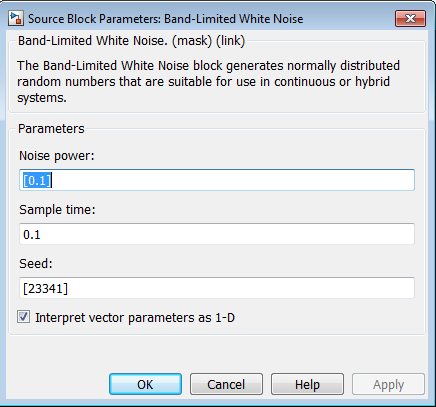 Source Block Parameters: Band-Limited White Noise
Band-Limited White Noise. (mask) (link)
The Band-Limited White Noise block generates normally distributed
random numbers that are suitable for use in continuous or hybrid
systems.
Parameters
Noise power:
[0.1]
Sample time:
0.1
Seed:
[23341]
Interpret vector parameters as 1-D
OK Cancel Help Apply